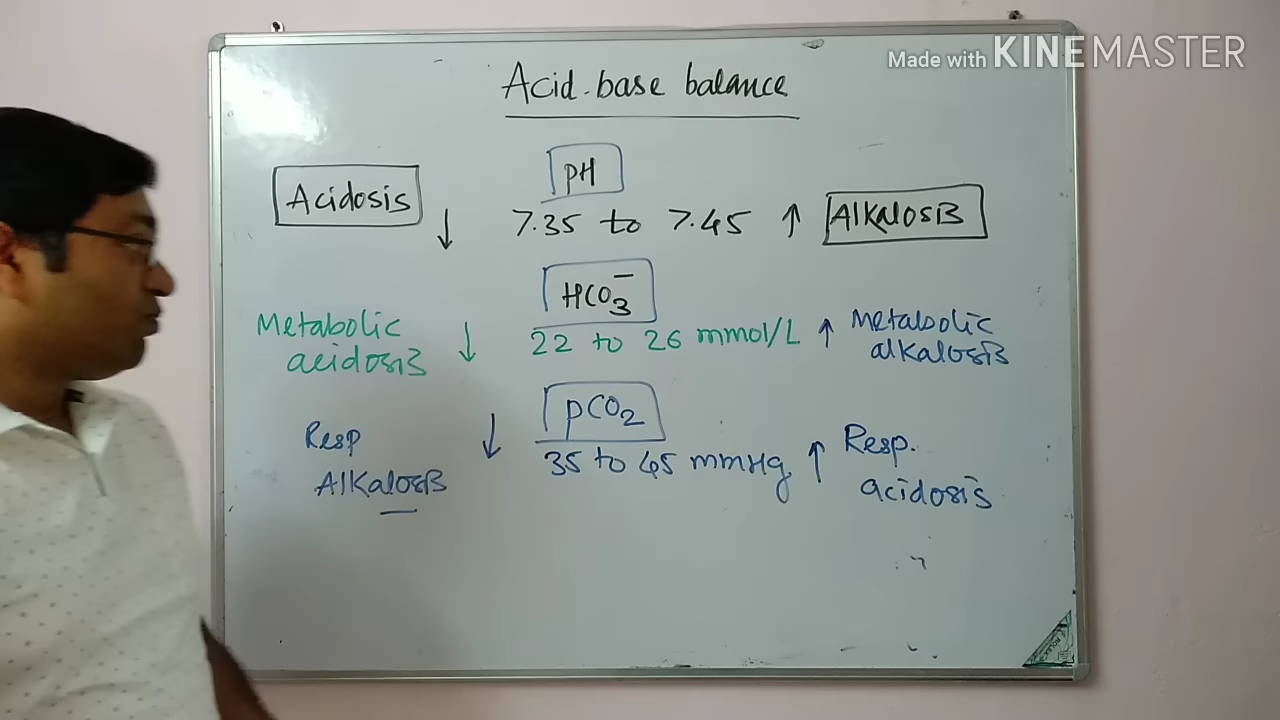 Made with KINEMASTER
Acid-base balance
pH
Acidosis ↓ 7.35 to 7.45 ↑ Alkalosis
HCO3⁻
Metabolic acidosis ↓ 22 to 26 mmol/L ↑ Metabolic alkalosis
pCO2
Resp Alkalosis ↓ 35 to 45 mmHg ↑ Resp. acidosis